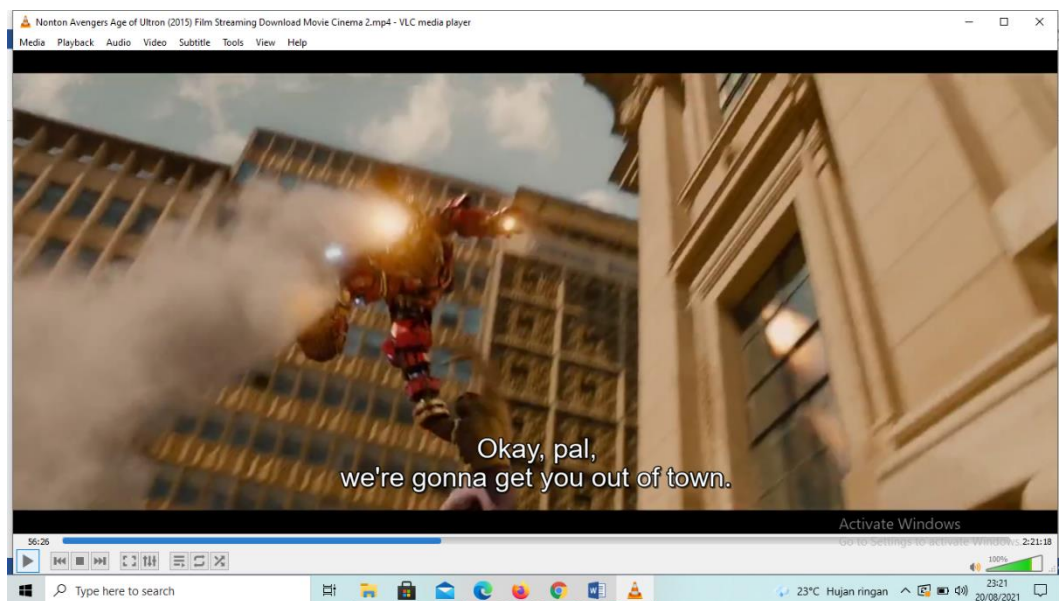 Nonton Avengers Age of Ultron (2015) Film Streaming Download Movie Cinema 2.mp4 - VLC media player
Media Playback Audio Video Subtitle Tools View Help
Okay, pal,
we're gonna get you out of town.
Activate Windows
Go to Settings to activate Windows.
56:26
2:21:18
100%
Type here to search
23°C Hujan ringan
23:21
20/08/2021